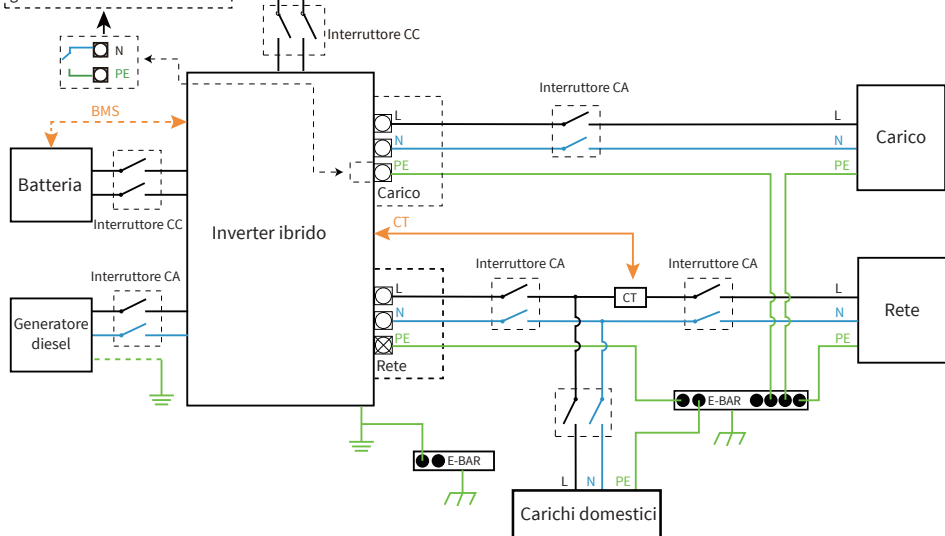 Interruttore CC
N
PE
BMS
Interruttore CA
L
L
N
N
Carico
Batteria
PE
PE
Carico
Interruttore CC
CT
Inverter ibrido
Interruttore CA
Interruttore CA
Interruttore CA
L
CT
L
Rete
N
N
Generatore
diesel
PE
PE
Rete
E-BAR
E-BAR
L
N
PE
Carichi domestici